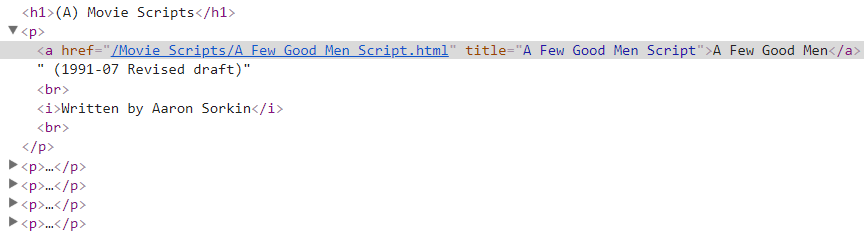 <h1>(A) Movie Scripts</h1>
<p>
<a href="/Movie Scripts/A Few Good Men Script.html" title="A Few Good Men Script">A Few Good Men</a>
" (1991-07 Revised draft)"
<br>
<i>Written by Aaron Sorkin</i>
<br>
</p>
<p>…</p>
<p>…</p>
<p>…</p>
<p>…</p>